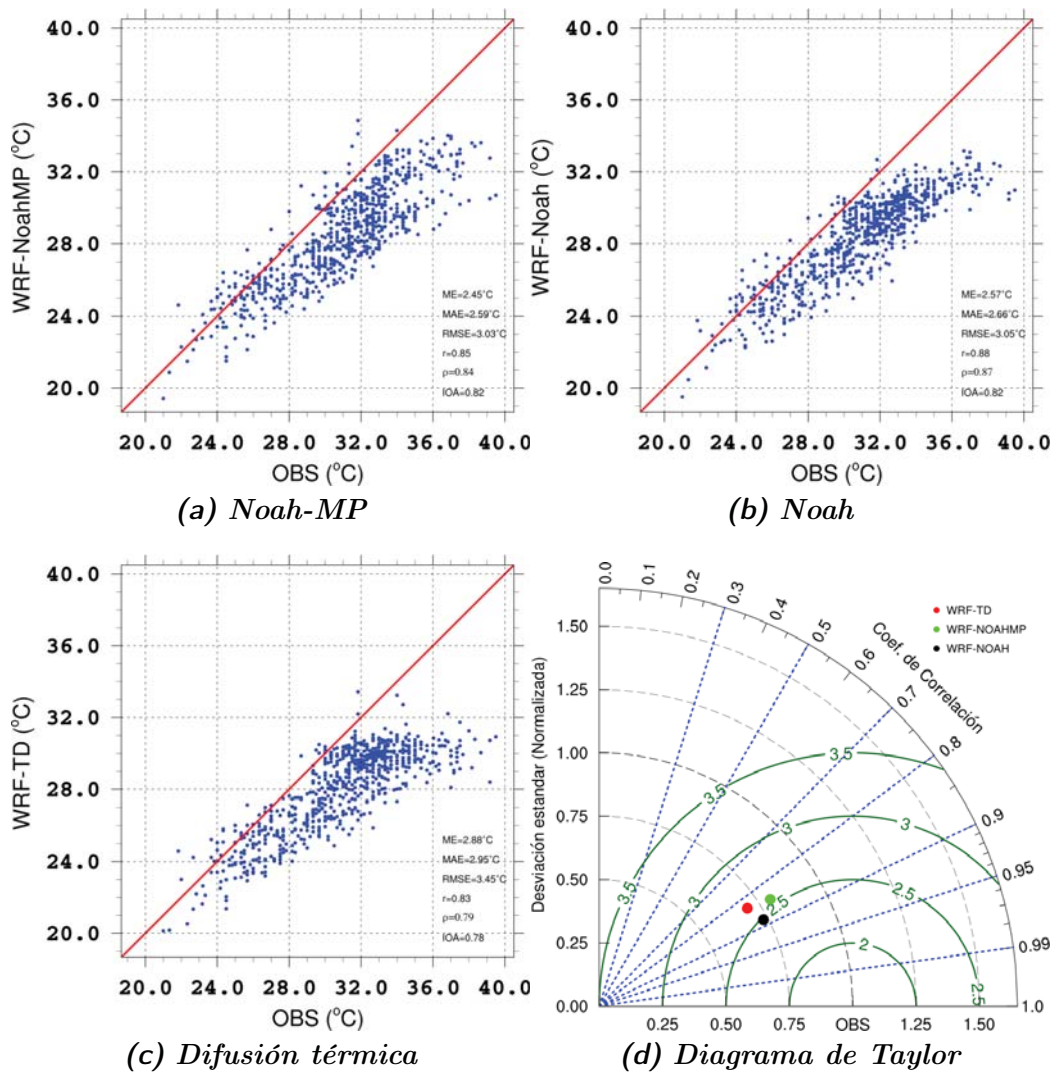 40.0
36.0
32.0
28.0
24.0
20.0
WRF-NoahMP (°C)
ME=2.45°C
MAE=2.59°C
RMSE=3.03°C
r=0.85
ρ=0.84
IOA=0.82
20.0 24.0 28.0 32.0 36.0 40.0
OBS (°C)
(a) Noah-MP
40.0
36.0
32.0
28.0
24.0
20.0
WRF-Noah (°C)
ME=2.57°C
MAE=2.66°C
RMSE=3.05°C
r=0.88
ρ=0.87
IOA=0.82
20.0 24.0 28.0 32.0 36.0 40.0
OBS (°C)
(b) Noah
40.0
36.0
32.0
28.0
24.0
20.0
WRF-TD (°C)
ME=2.88°C
MAE=2.95°C
RMSE=3.45°C
r=0.83
ρ=0.79
IOA=0.78
20.0 24.0 28.0 32.0 36.0 40.0
OBS (°C)
(c) Difusión térmica
0.0 0.1 0.2 0.3 0.4 0.5 0.6 0.7 0.8 0.9 0.95 0.99 1.0
Coef. de Correlación
WRF-TD
WRF-NOAHMP
WRF-NOAH
1.50
1.25
1.00
0.75
0.50
0.25
0.00
Desviación estandar (Normalizada)
3.5
3.5
3.5
3
3
3
2.5
2.5
2.5
2
0.25 0.50 0.75 OBS 1.25 1.50
(d) Diagrama de Taylor